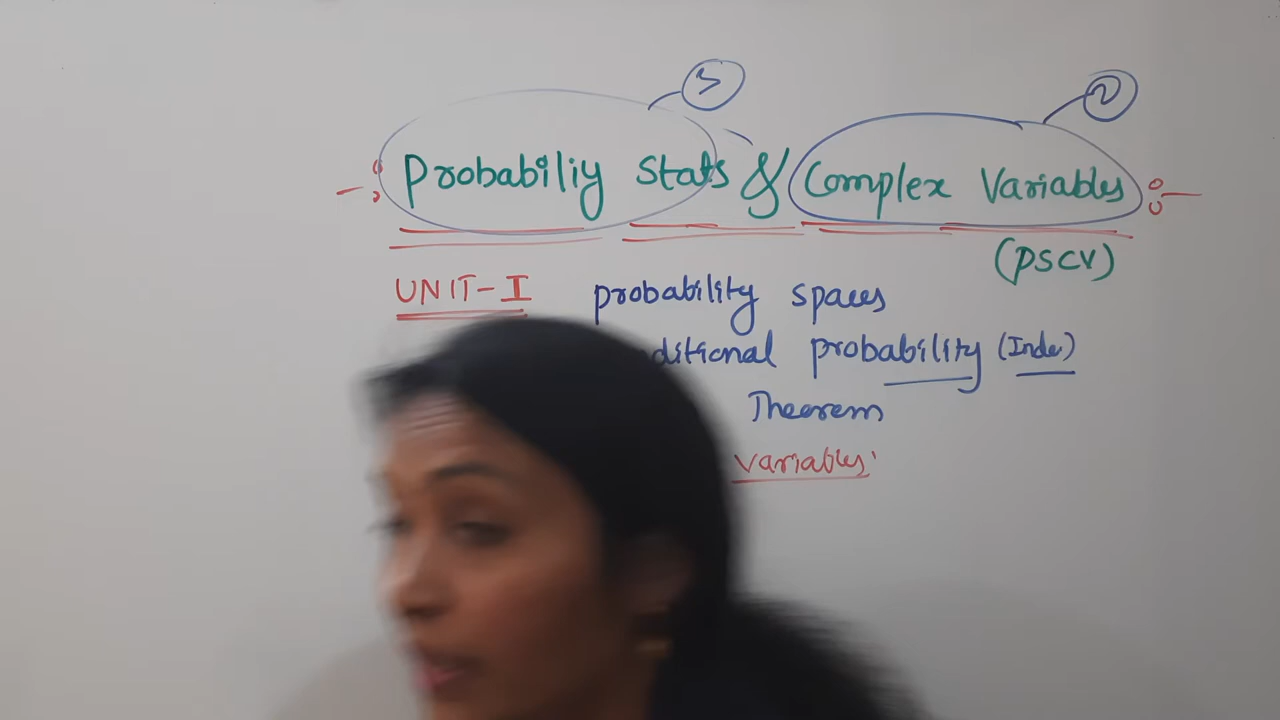 Probabiliy Stats & Complex Variables
(PSCV)
UNIT-I probability spaces
ditional probability (Inde)
Theorem
variables